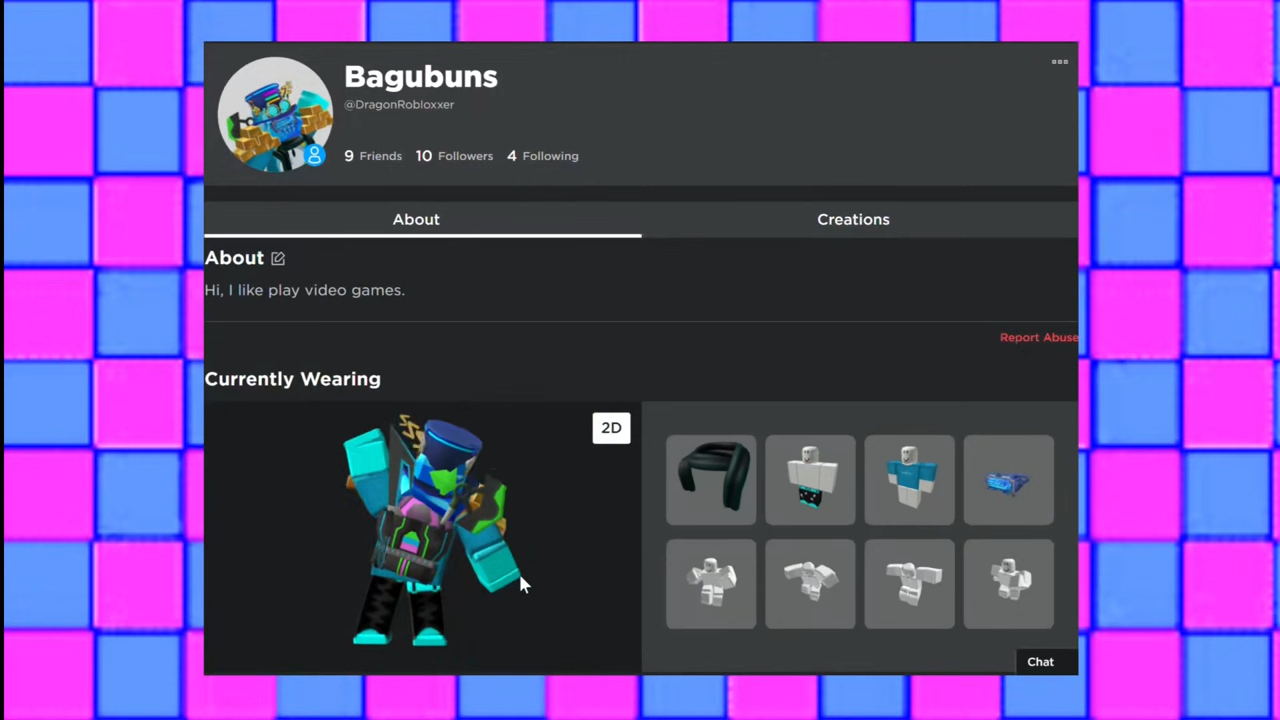 Bagubuns
@DragonRobloxxer
9 Friends 10 Followers 4 Following
About Creations
About
Hi, I like play video games.
Report Abuse
Currently Wearing
2D
Chat